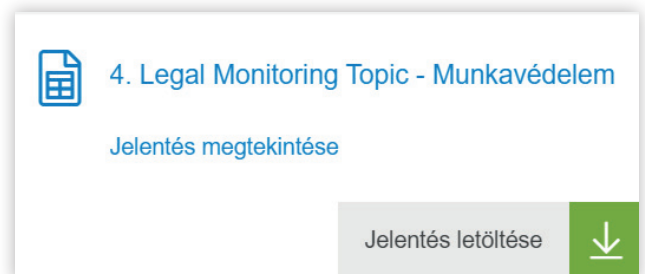 4. Legal Monitoring Topic - Munkavédelem
Jelentés megtekintése
Jelentés letöltése